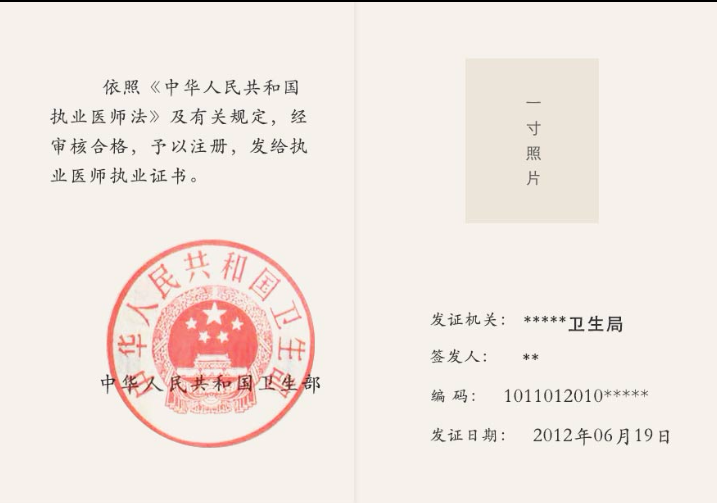 依照《中华人民共和国
执业医师法》及有关规定，经
审核合格，予以注册，发给执
业医师执业证书。
中华人民共和国卫生部
中华人民共和国卫生部
一
寸
照
片
发证机关： *****卫生局
签发人： **
编 码： 1011012010*****
发证日期： 2012年06月19日